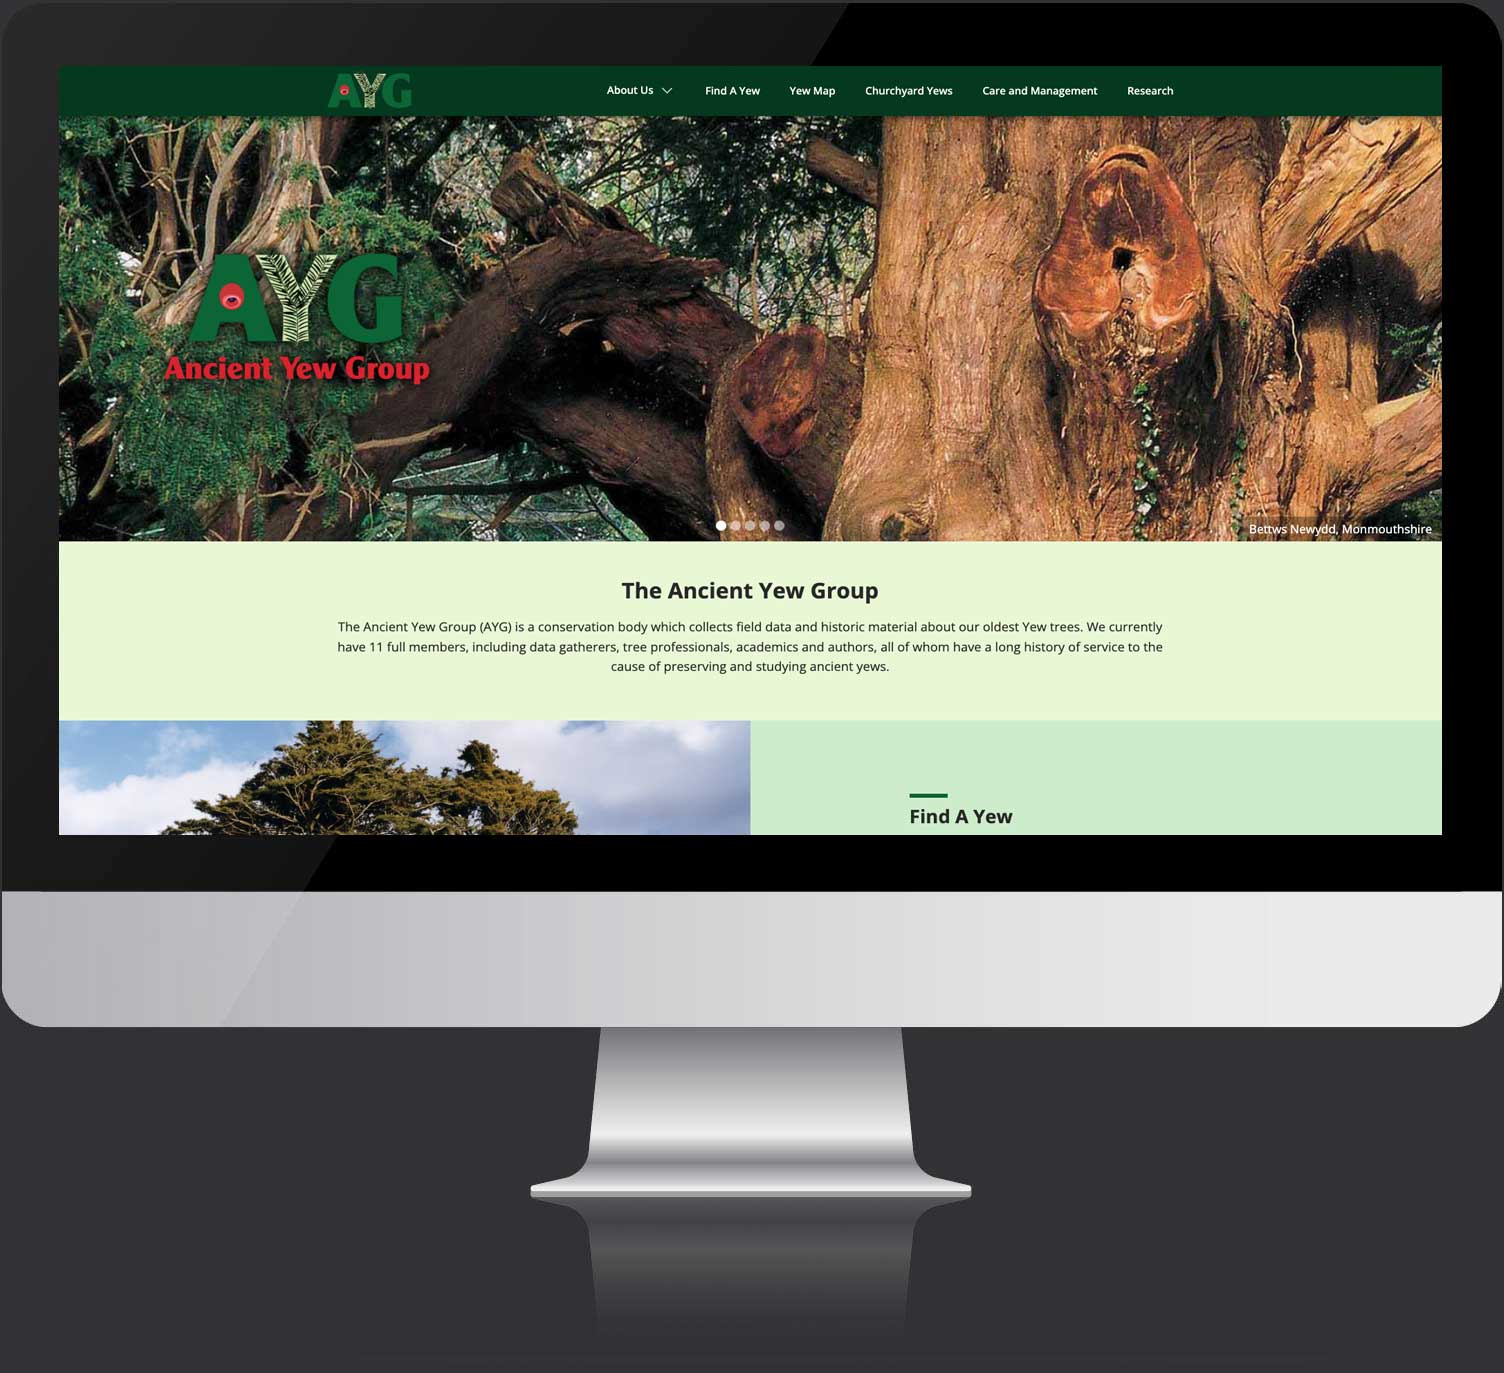 AYG
About Us
Find A Yew
Yew Map
Churchyard Yews
Care and Management
Research
AYG
Ancient Yew Group
Bettws Newydd, Monmouthshire
The Ancient Yew Group
The Ancient Yew Group (AYG) is a conservation body which collects field data and historic material about our oldest Yew trees. We currently
have 11 full members, including data gatherers, tree professionals, academics and authors, all of whom have a long history of service to the
cause of preserving and studying ancient yews.
Find A Yew